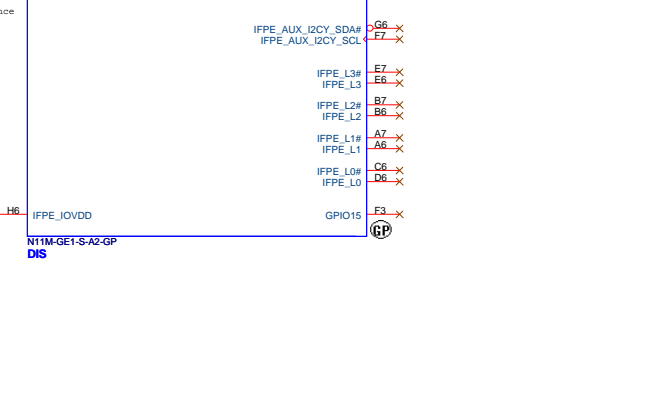 nce
IFPE_AUX_I2CY_SDA# G6
IFPE_AUX_I2CY_SCL F7
IFPE_L3# E7
IFPE_L3 E6
IFPE_L2# B7
IFPE_L2 B6
IFPE_L1# A7
IFPE_L1 A6
IFPE_L0# C6
IFPE_L0 D6
H6 IFPE_IOVDD GPIO15 F3
GP
N11M-GE1-S-A2-GP
DIS